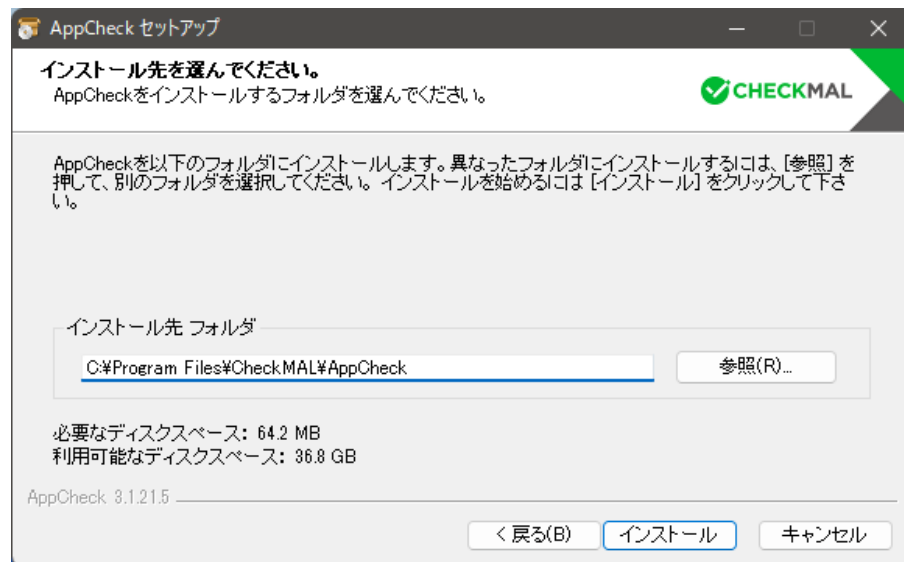 AppCheck セットアップ
インストール先を選んでください。
AppCheckをインストールするフォルダを選んでください。
CHECKMAL
AppCheckを以下のフォルダにインストールします。異なったフォルダにインストールするには、[参照] を
押して、別のフォルダを選択してください。インストールを始めるには [インストール] をクリックして下さ
い。
インストール先 フォルダ
C:¥Program Files¥CheckMAL¥AppCheck
参照(R)...
必要なディスクスペース: 64.2 MB
利用可能なディスクスペース: 36.8 GB
AppCheck 3.1.21.5
< 戻る(B)
インストール
キャンセル